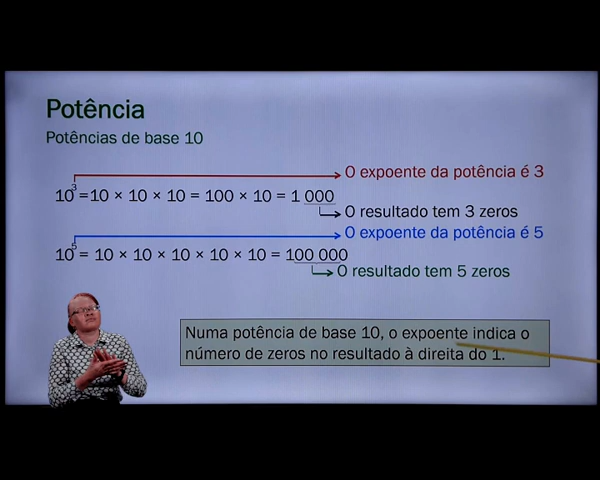 Potência
Potências de base 10
O expoente da potência é 3
10³ =10 × 10 × 10 = 100 × 10 = 1 000
O resultado tem 3 zeros
O expoente da potência é 5
10⁵ = 10 × 10 × 10 × 10 × 10 = 100 000
O resultado tem 5 zeros
Numa potência de base 10, o expoente indica o
número de zeros no resultado à direita do 1.